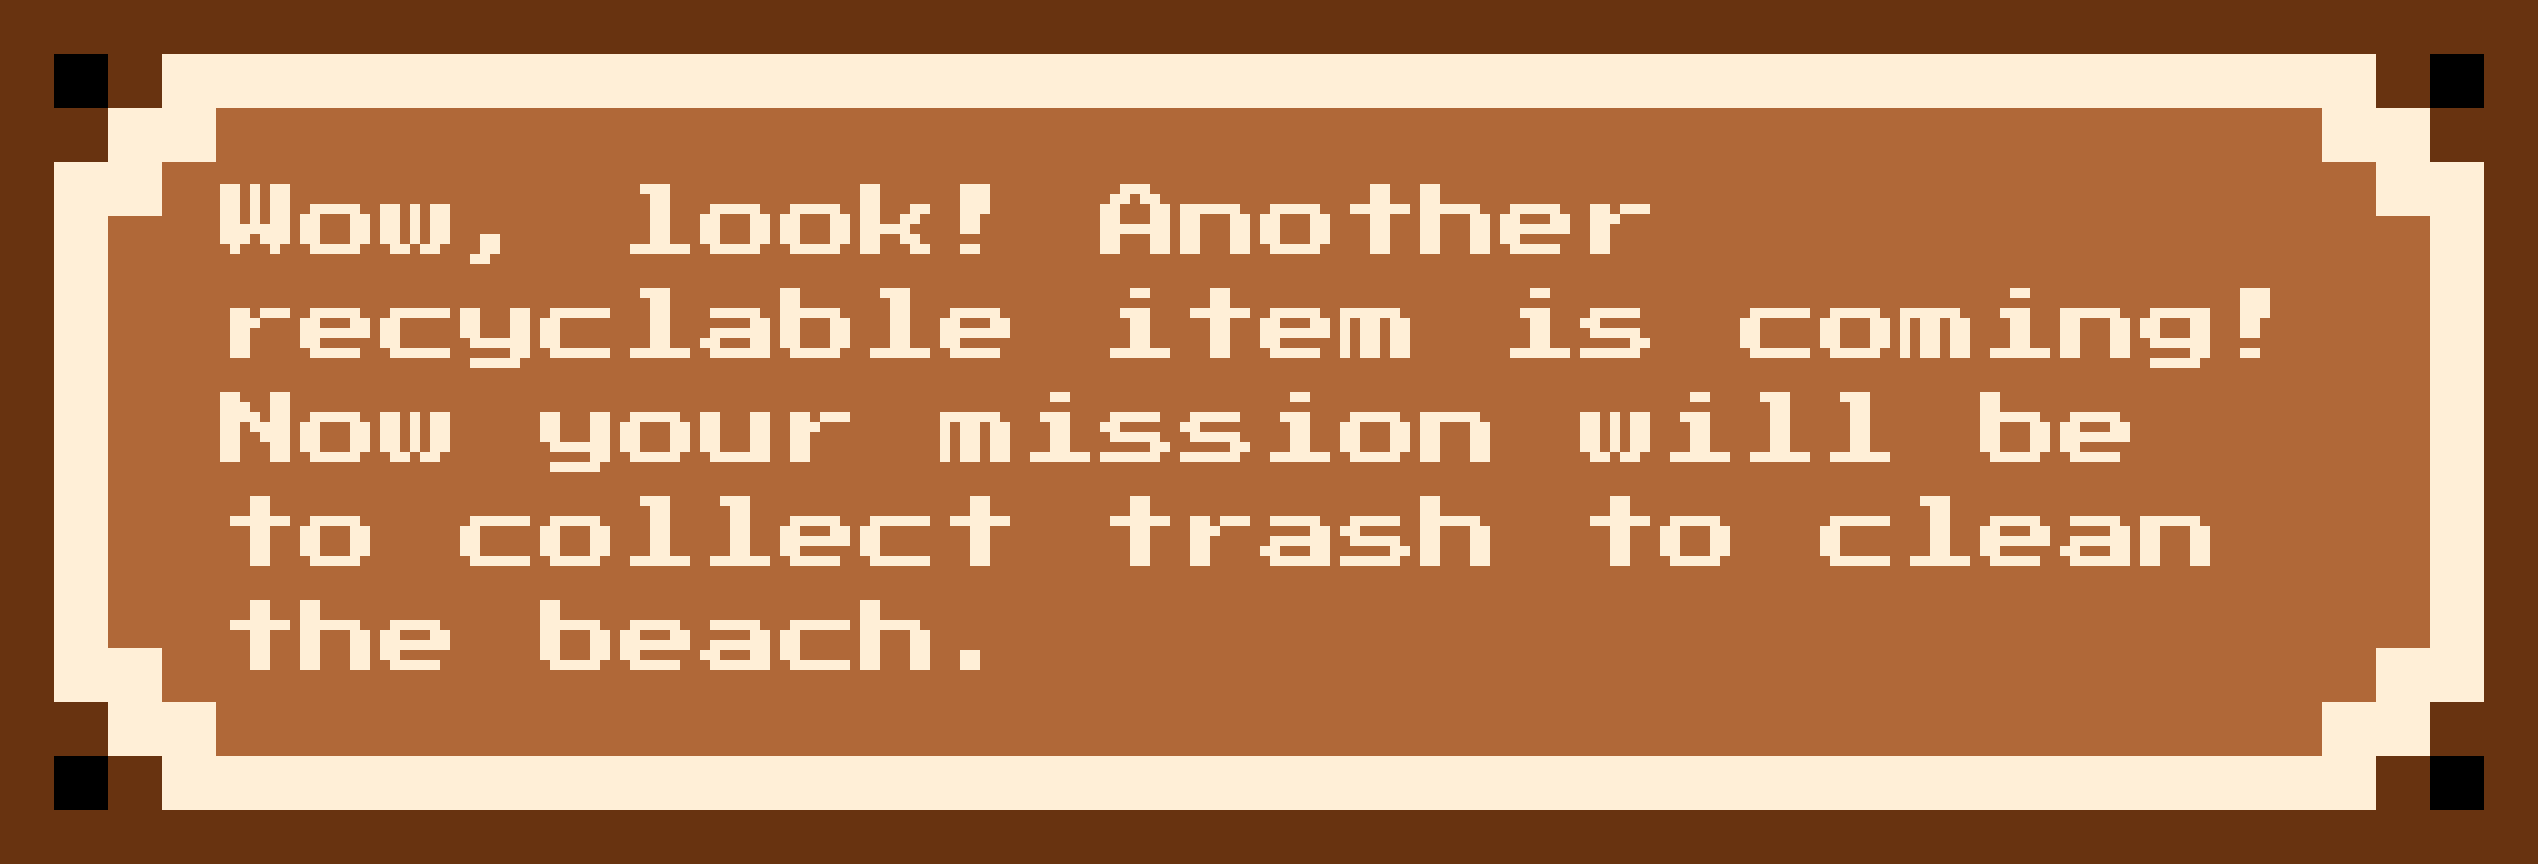 Wow, look! Another
recyclable item is coming!
Now your mission will be
to collect trash to clean
the beach.